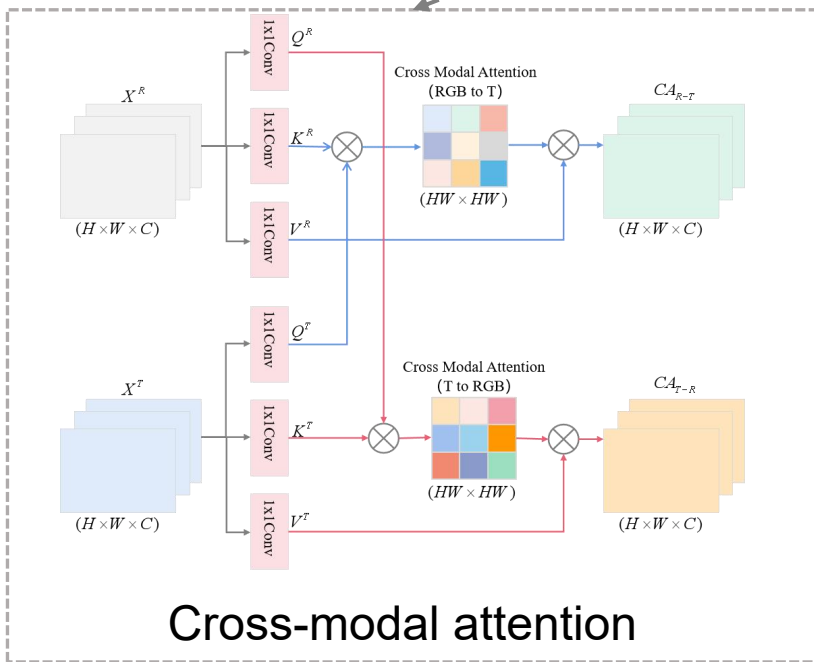 1x1Conv
Q^R
X^R
(H×W×C)
1x1Conv
K^R
1x1Conv
V^R
Cross Modal Attention
(RGB to T)
(HW×HW)
CA_{R-T}
(H×W×C)
1x1Conv
Q^T
X^T
(H×W×C)
1x1Conv
K^T
1x1Conv
V^T
Cross Modal Attention
(T to RGB)
(HW×HW)
CA_{T-R}
(H×W×C)
Cross-modal attention